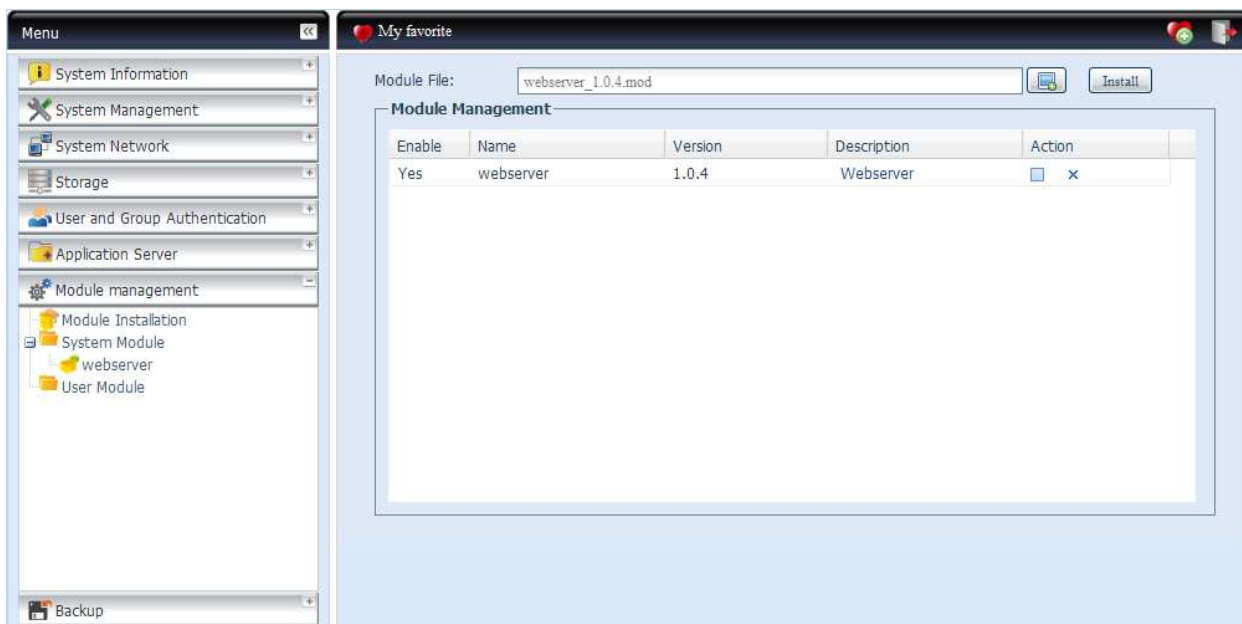 Menu
My favorite
System Information
System Management
System Network
Storage
User and Group Authentication
Application Server
Module management
Module Installation
System Module
webserver
User Module
Backup
Module File: webserver_1.0.4.mod Install
Module Management
Enable Name Version Description Action
Yes webserver 1.0.4 Webserver